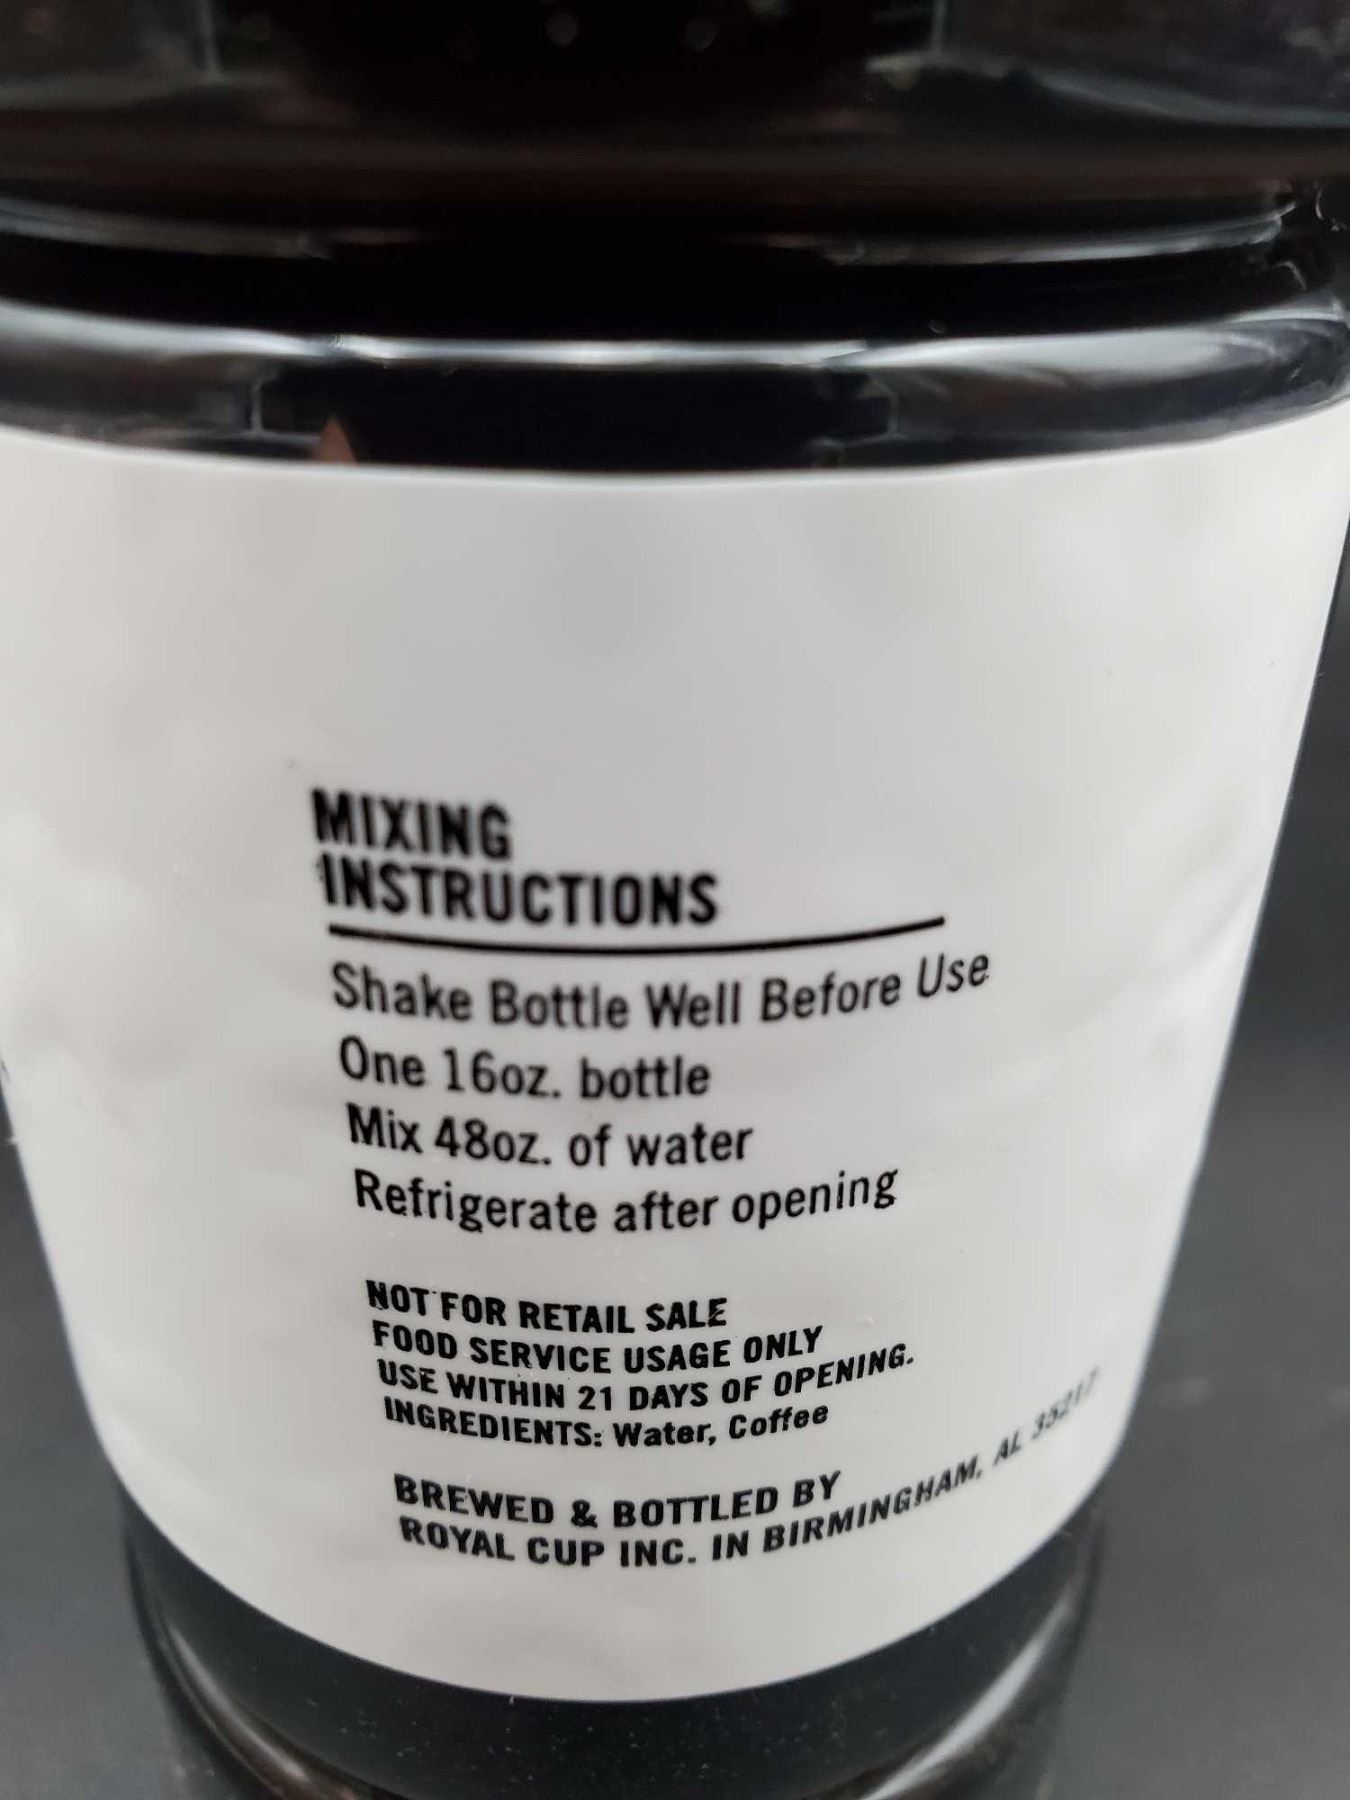 MIXING
INSTRUCTIONS
Shake Bottle Well Before Use
One 16oz. bottle
Mix 48oz. of water
Refrigerate after opening
NOT FOR RETAIL SALE
FOOD SERVICE USAGE ONLY
USE WITHIN 21 DAYS OF OPENING.
INGREDIENTS: Water, Coffee
BREWED & BOTTLED BY
ROYAL CUP INC. IN BIRMINGHAM, AL 35217